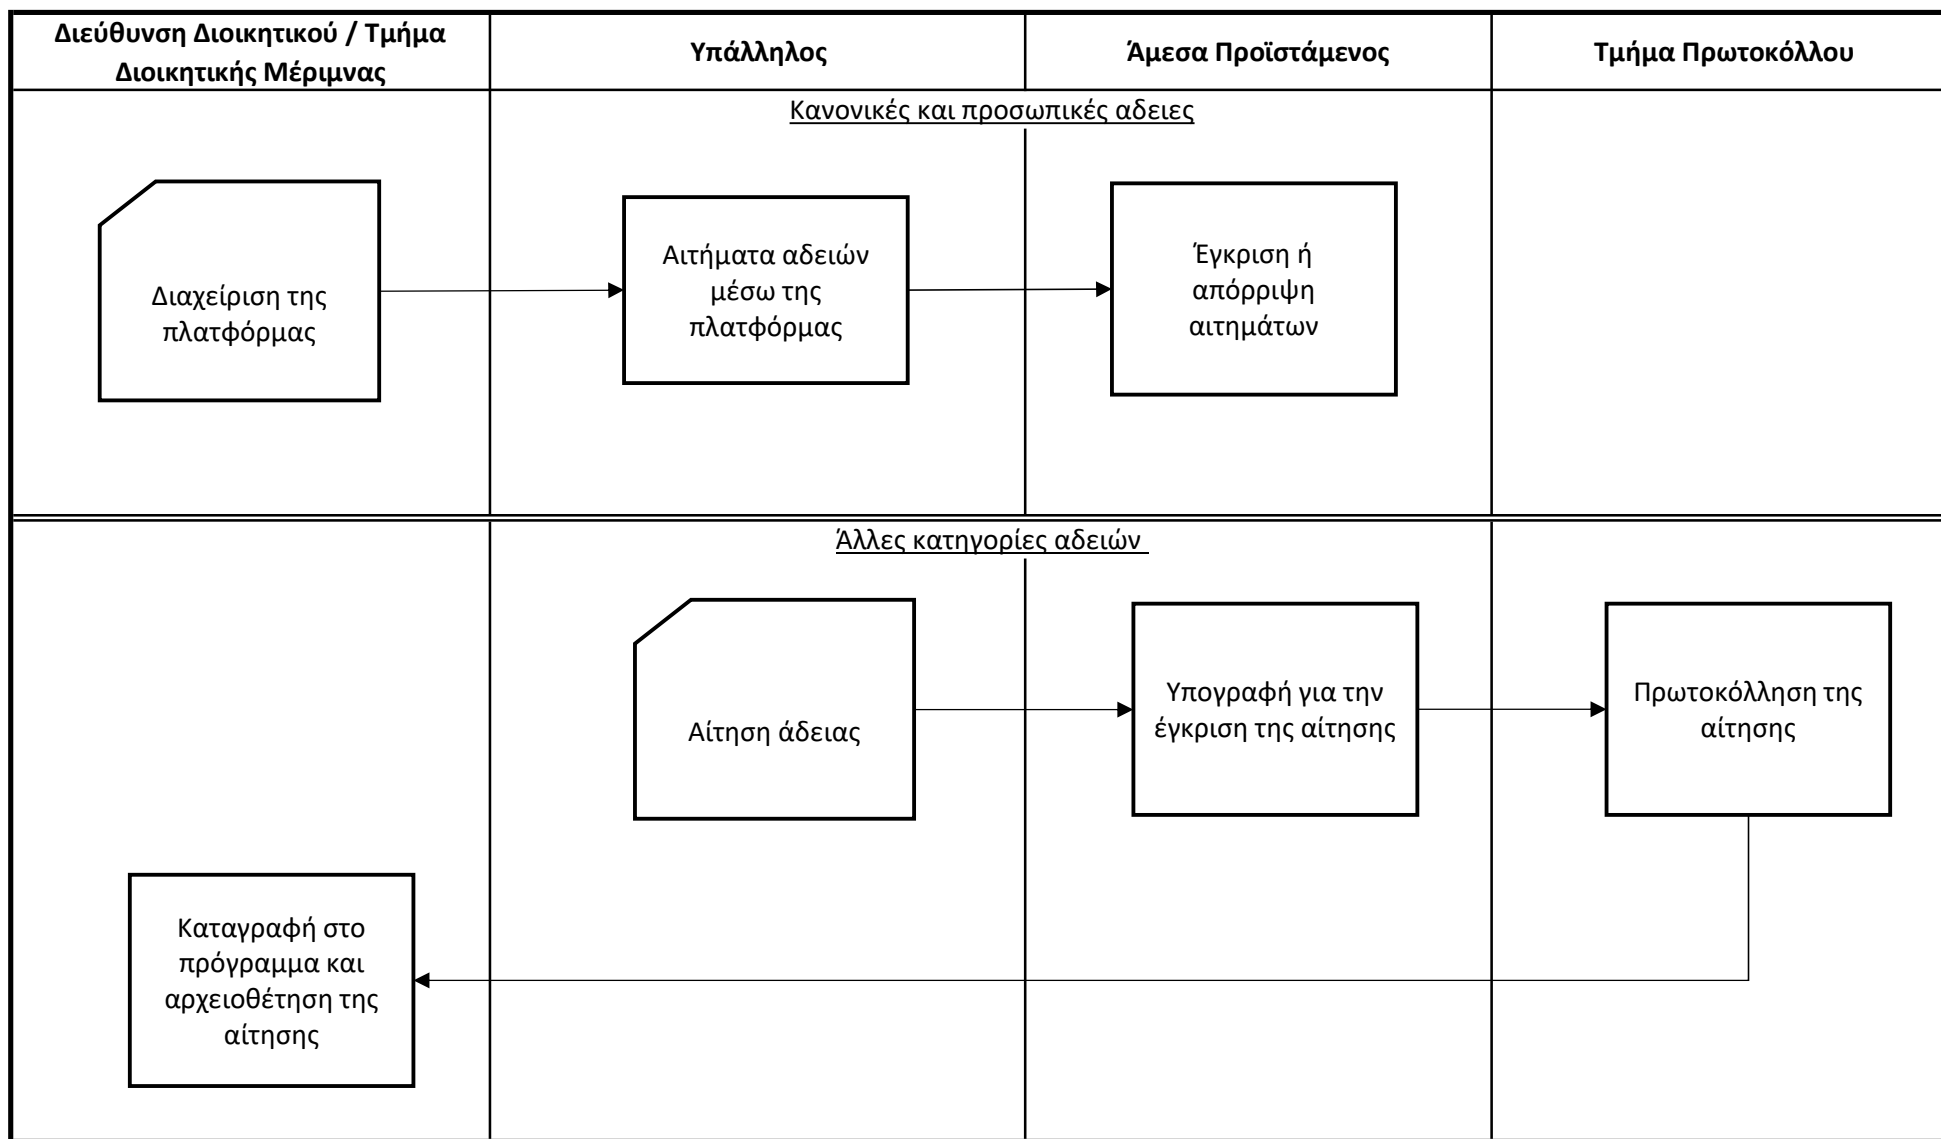 Διεύθυνση Διοικητικού / Τμήμα
Διοικητικής Μέριμνας
Υπάλληλος
Άμεσα Προϊστάμενος
Τμήμα Πρωτοκόλλου
Κανονικές και προσωπικές αδειες
Διαχείριση της
πλατφόρμας
Αιτήματα αδειών
μέσω της
πλατφόρμας
Έγκριση ή
απόρριψη
αιτημάτων
Άλλες κατηγορίες αδειών
Αίτηση άδειας
Υπογραφή για την
έγκριση της αίτησης
Πρωτοκόλληση της
αίτησης
Καταγραφή στο
πρόγραμμα και
αρχειοθέτηση της
αίτησης